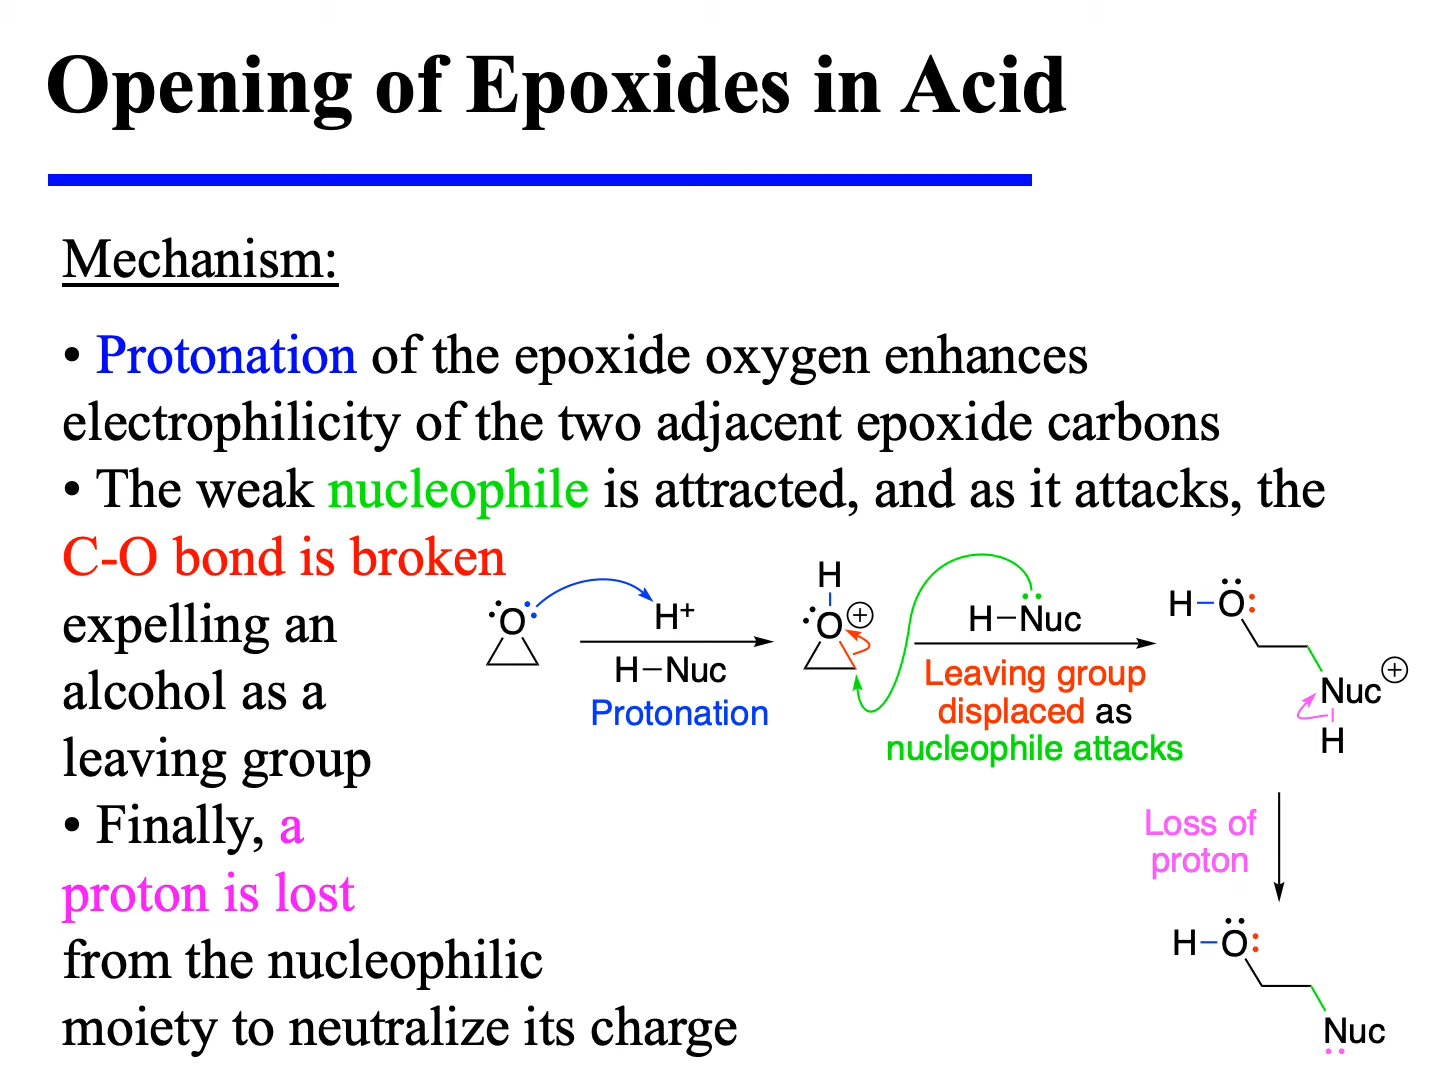 Opening of Epoxides in Acid
Mechanism:
• Protonation of the epoxide oxygen enhances
electrophilicity of the two adjacent epoxide carbons
• The weak nucleophile is attracted, and as it attacks, the
C-O bond is broken
expelling an
alcohol as a
leaving group
• Finally, a
proton is lost
from the nucleophilic
moiety to neutralize its charge
O
H+
H–Nuc
Protonation
H
O+
H–Nuc
Leaving group
displaced as
nucleophile attacks
H–O:
Nuc+
H
Loss of
proton
H–O:
Nuc